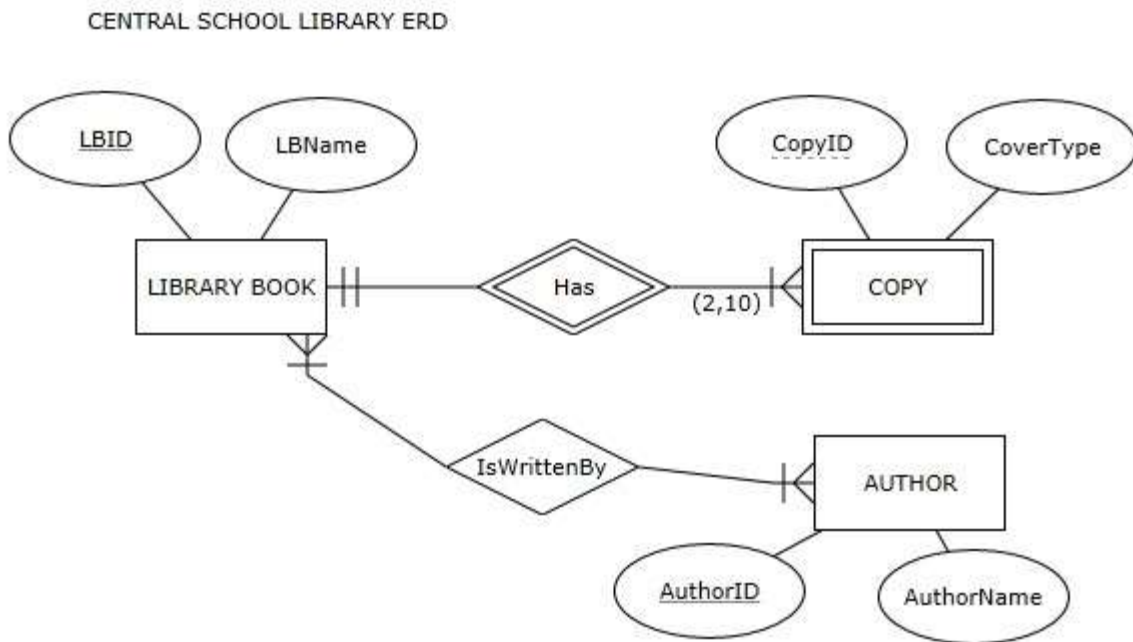 CENTRAL SCHOOL LIBRARY ERD
LBID
LBName
CopyID
CoverType
LIBRARY BOOK
Has
(2,10)
COPY
IsWrittenBy
AUTHOR
AuthorID
AuthorName